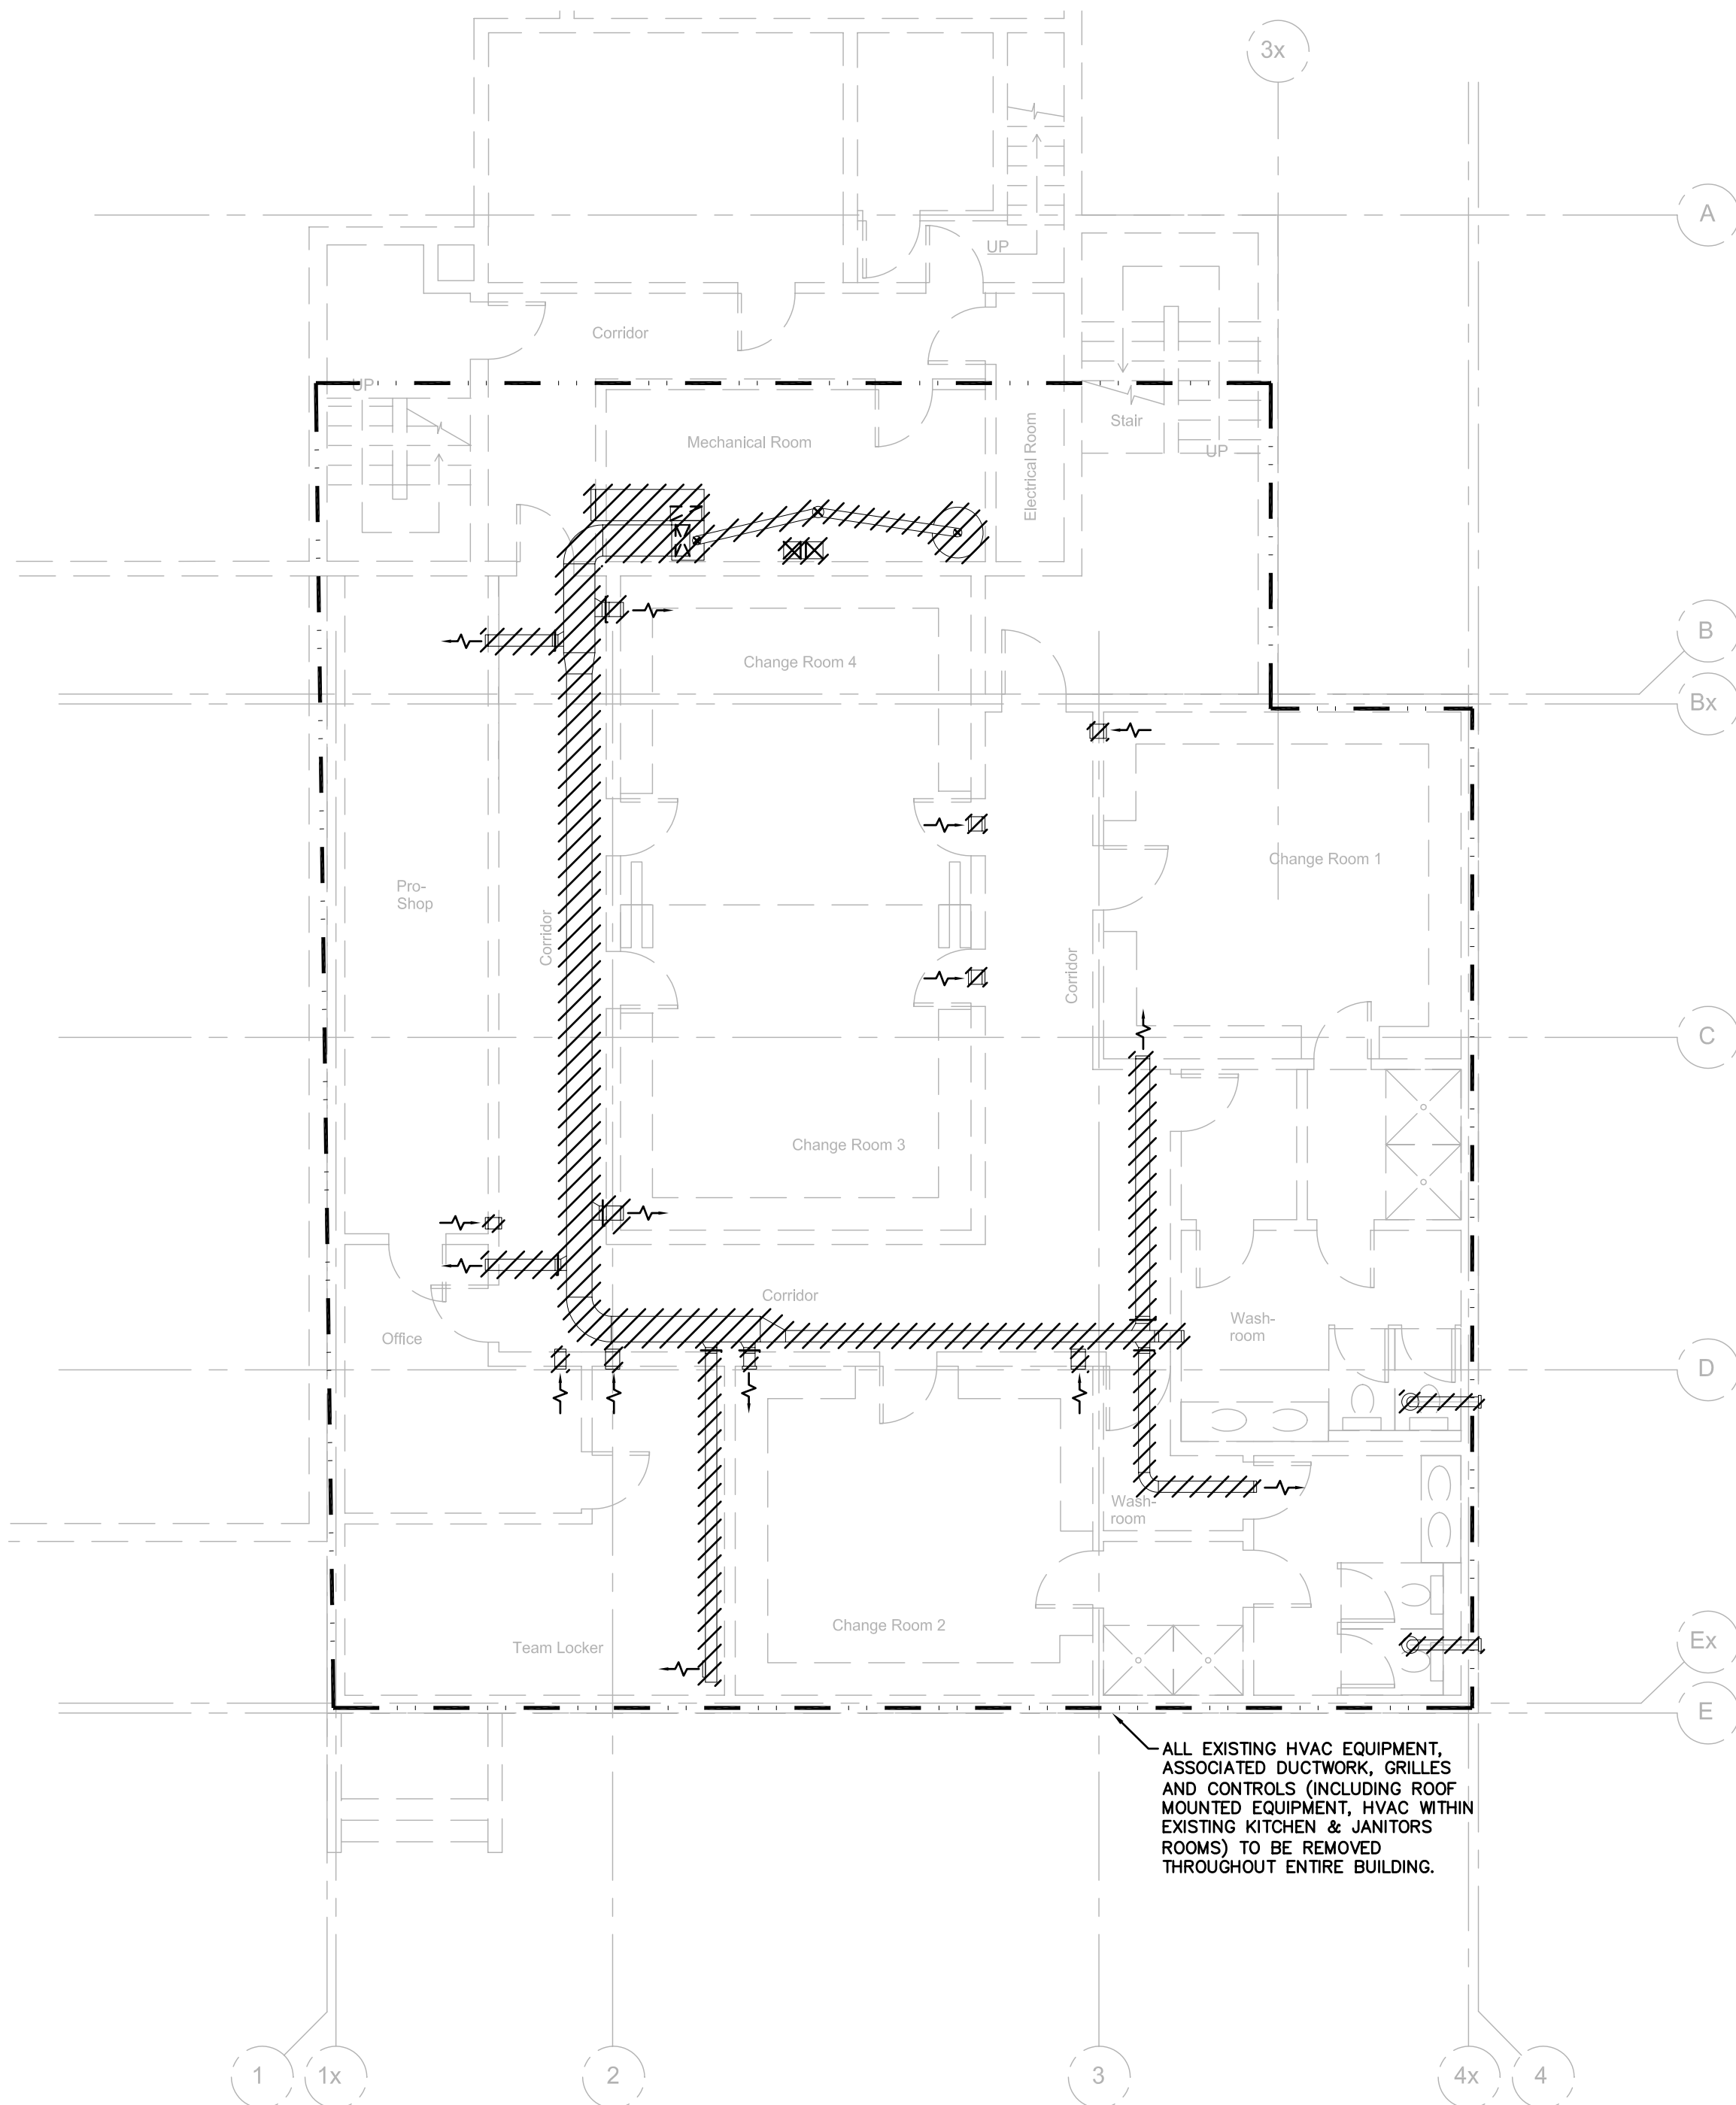 3x
A
UP
Corridor
UP
Stair
Mechanical Room
Electrical Room
UP
B
Change Room 4
Bx
Change Room 1
Pro-
Shop
Corridor
Corridor
C
Change Room 3
Corridor
Office
Wash-
room
D
Wash-
room
Change Room 2
Team Locker
Ex
E
ALL EXISTING HVAC EQUIPMENT,
ASSOCIATED DUCTWORK, GRILLES
AND CONTROLS (INCLUDING ROOF
MOUNTED EQUIPMENT, HVAC WITHIN
EXISTING KITCHEN & JANITORS
ROOMS) TO BE REMOVED
THROUGHOUT ENTIRE BUILDING.
1
1x
2
3
4x
4